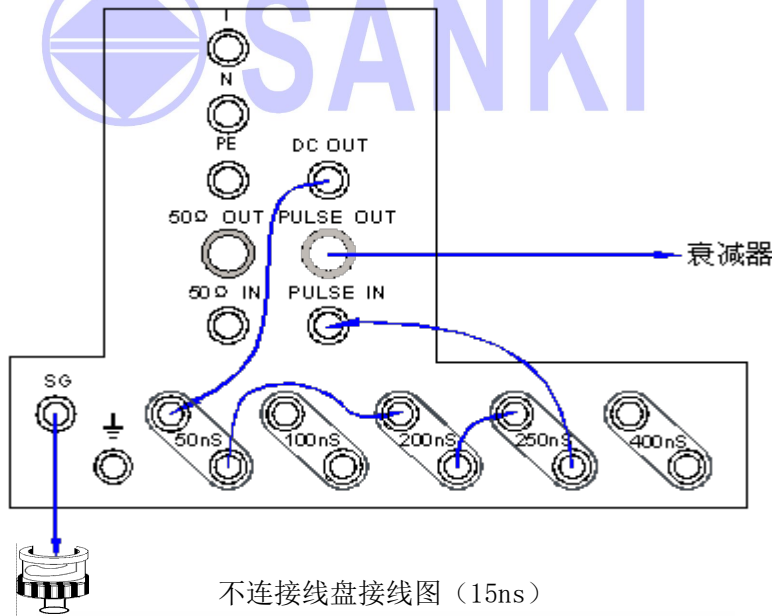 SANKI
N
PE
DC OUT
50Ω OUT
PULSE OUT
衰减器
50Ω IN
PULSE IN
SG
50nS
100nS
200nS
250nS
400nS
不连接线盘接线图（15ns）